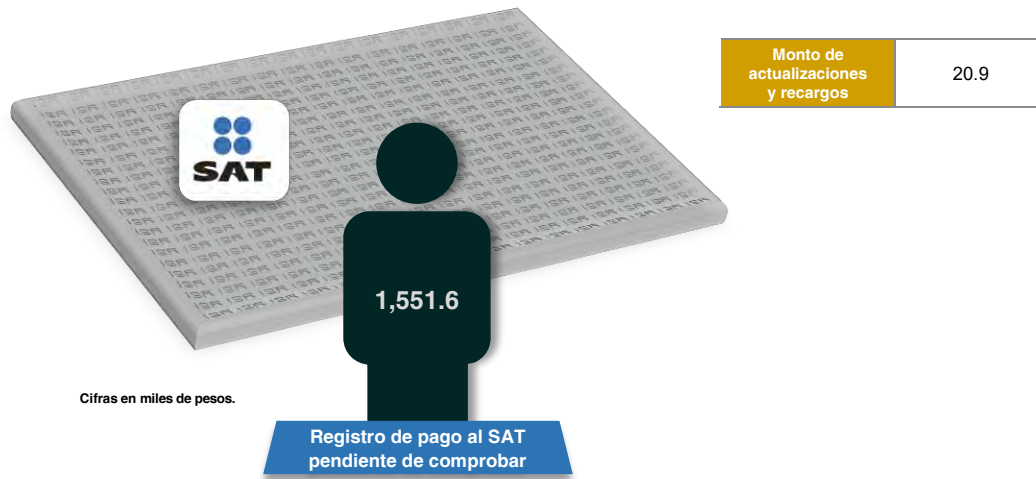 Monto de
actualizaciones
y recargos
20.9
SAT
1,551.6
Cifras en miles de pesos.
Registro de pago al SAT
pendiente de comprobar